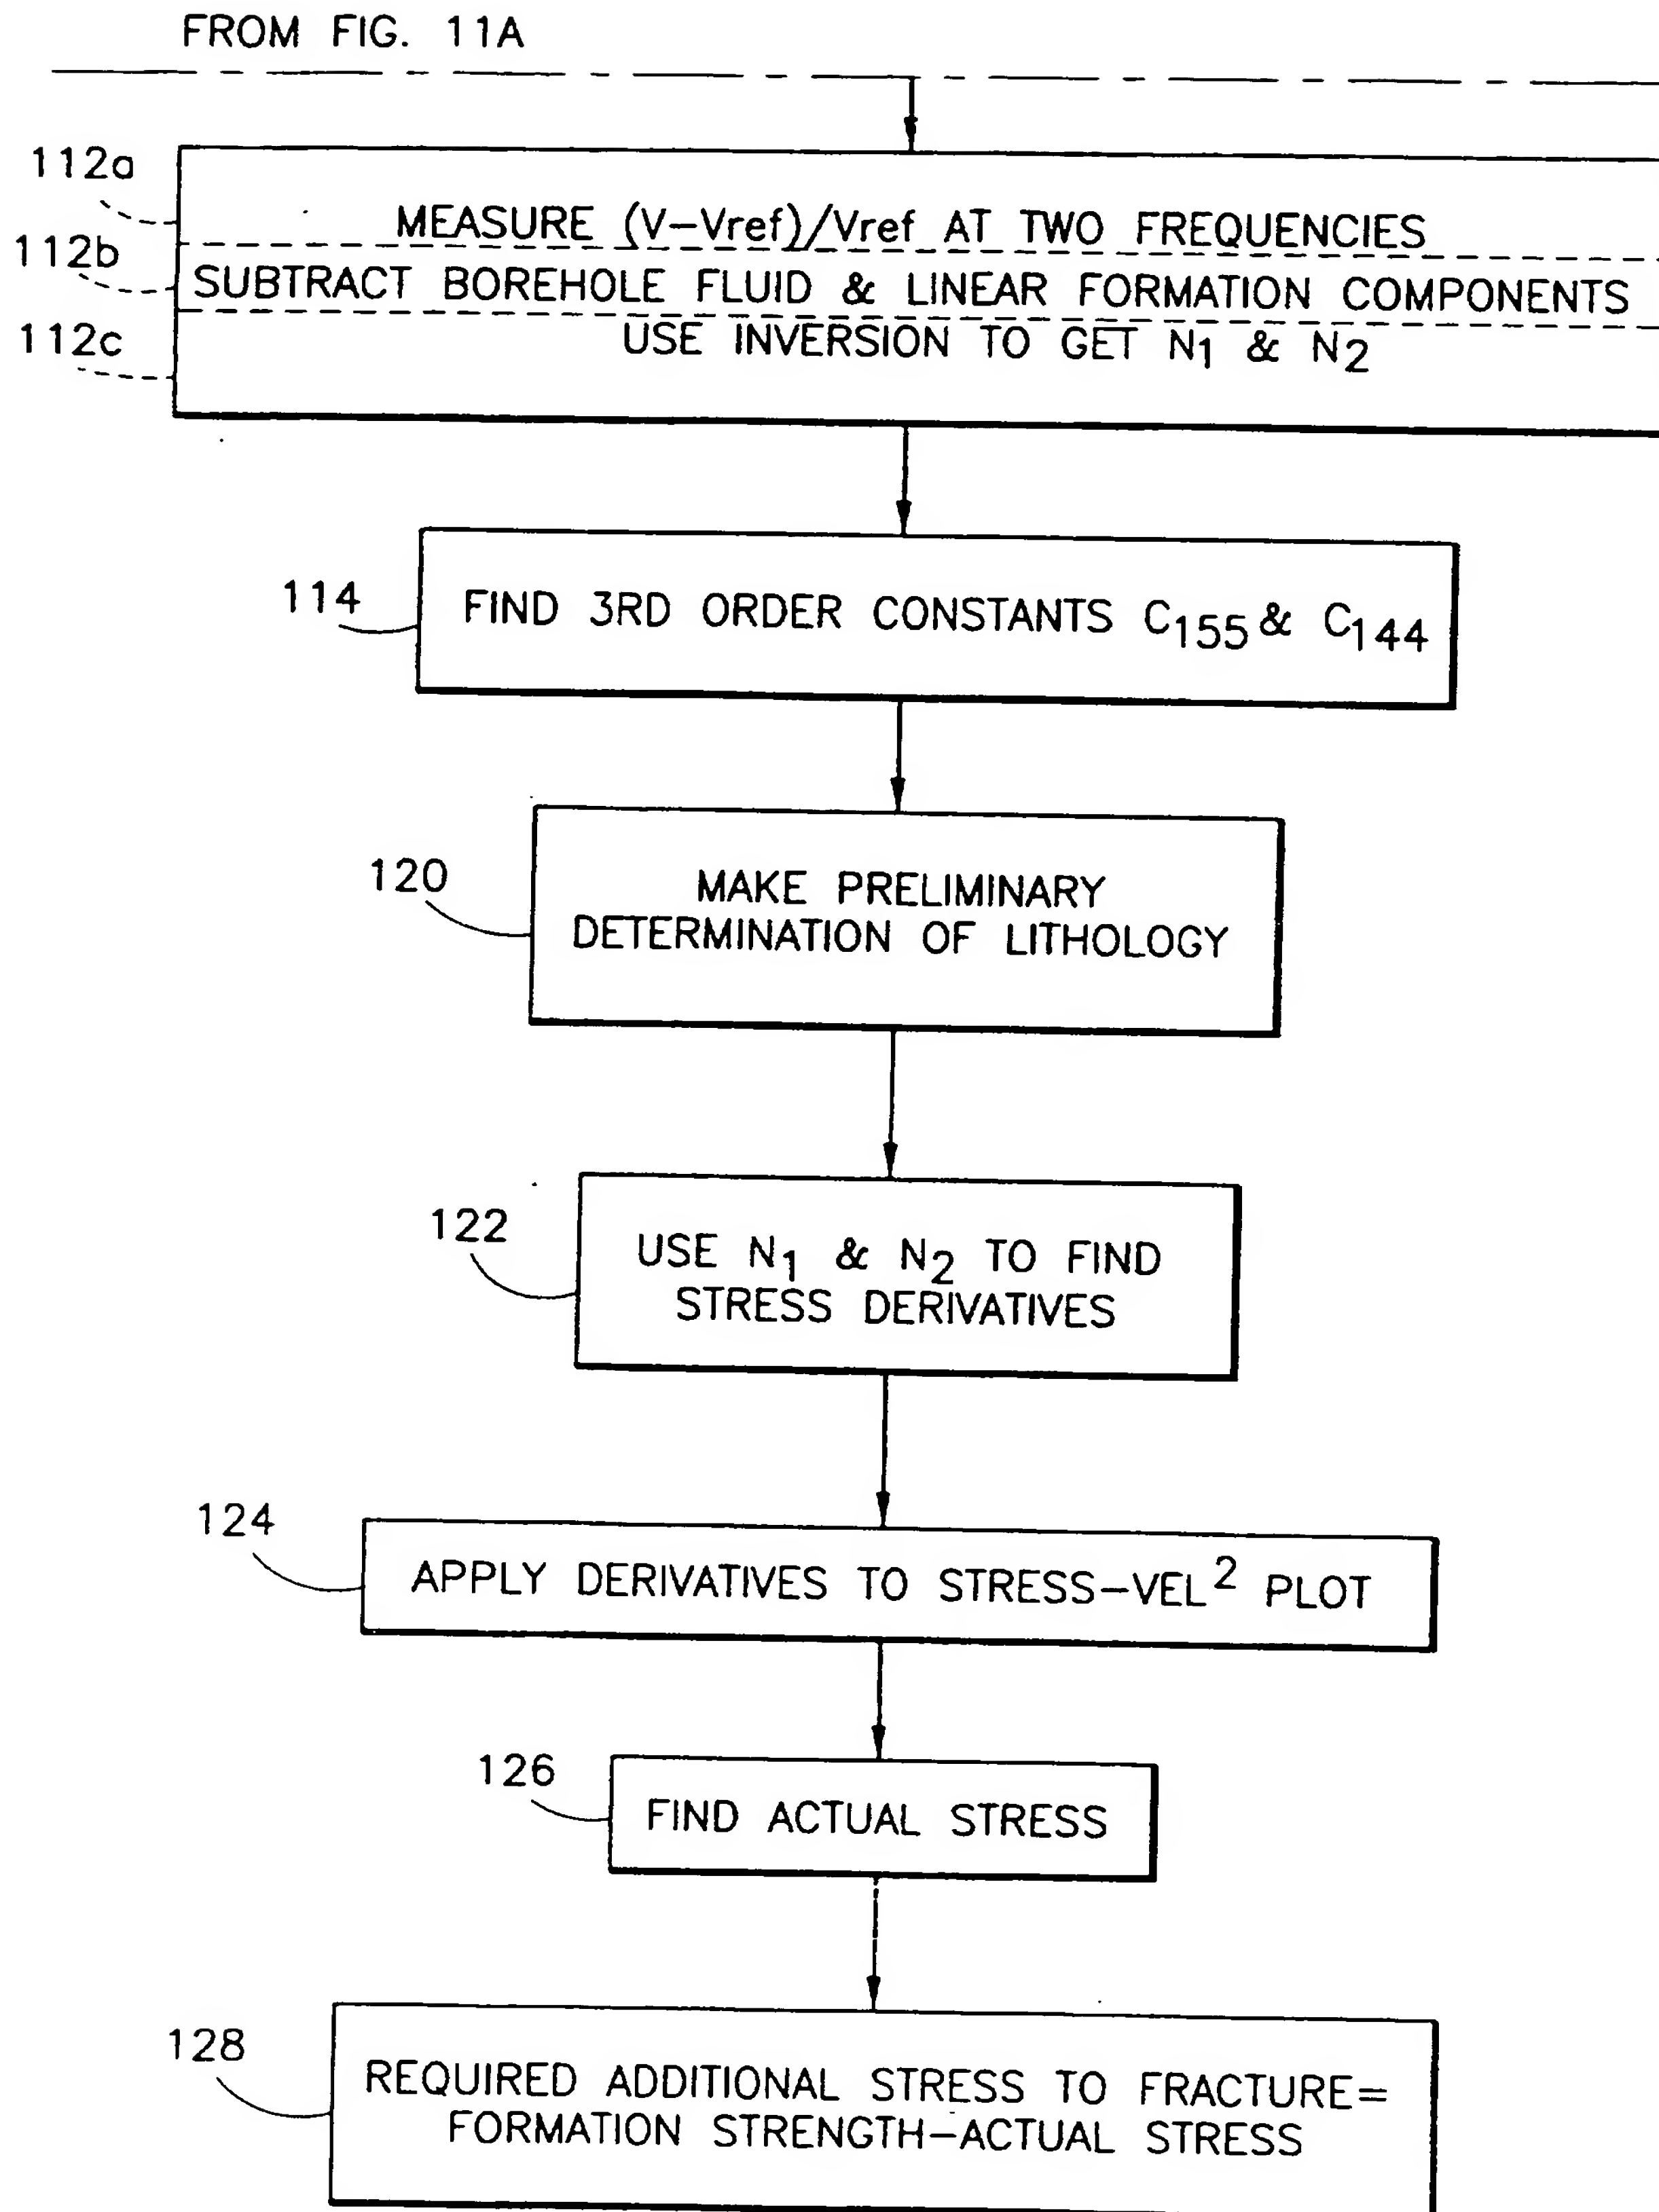 FROM FIG. 11A
112a
MEASURE (V-Vref)/Vref AT TWO FREQUENCIES
112b
SUBTRACT BOREHOLE FLUID & LINEAR FORMATION COMPONENTS
112c
USE INVERSION TO GET N1 & N2
114
FIND 3RD ORDER CONSTANTS C155 & C144
120
MAKE PRELIMINARY
DETERMINATION OF LITHOLOGY
122
USE N1 & N2 TO FIND
STRESS DERIVATIVES
124
APPLY DERIVATIVES TO STRESS-VEL² PLOT
126
FIND ACTUAL STRESS
128
REQUIRED ADDITIONAL STRESS TO FRACTURE=
FORMATION STRENGTH-ACTUAL STRESS